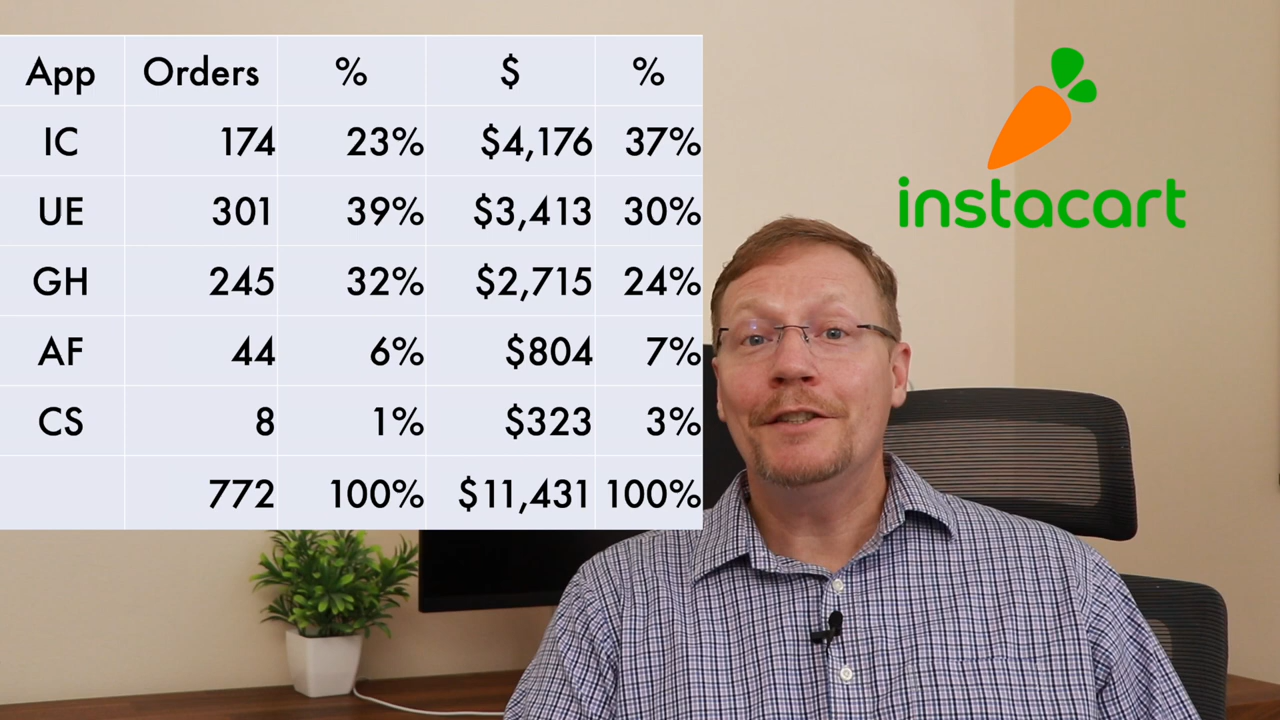 App Orders % $ %
IC 174 23% $4,176 37%
UE 301 39% $3,413 30%
GH 245 32% $2,715 24%
AF 44 6% $804 7%
CS 8 1% $323 3%
772 100% $11,431 100%
instacart